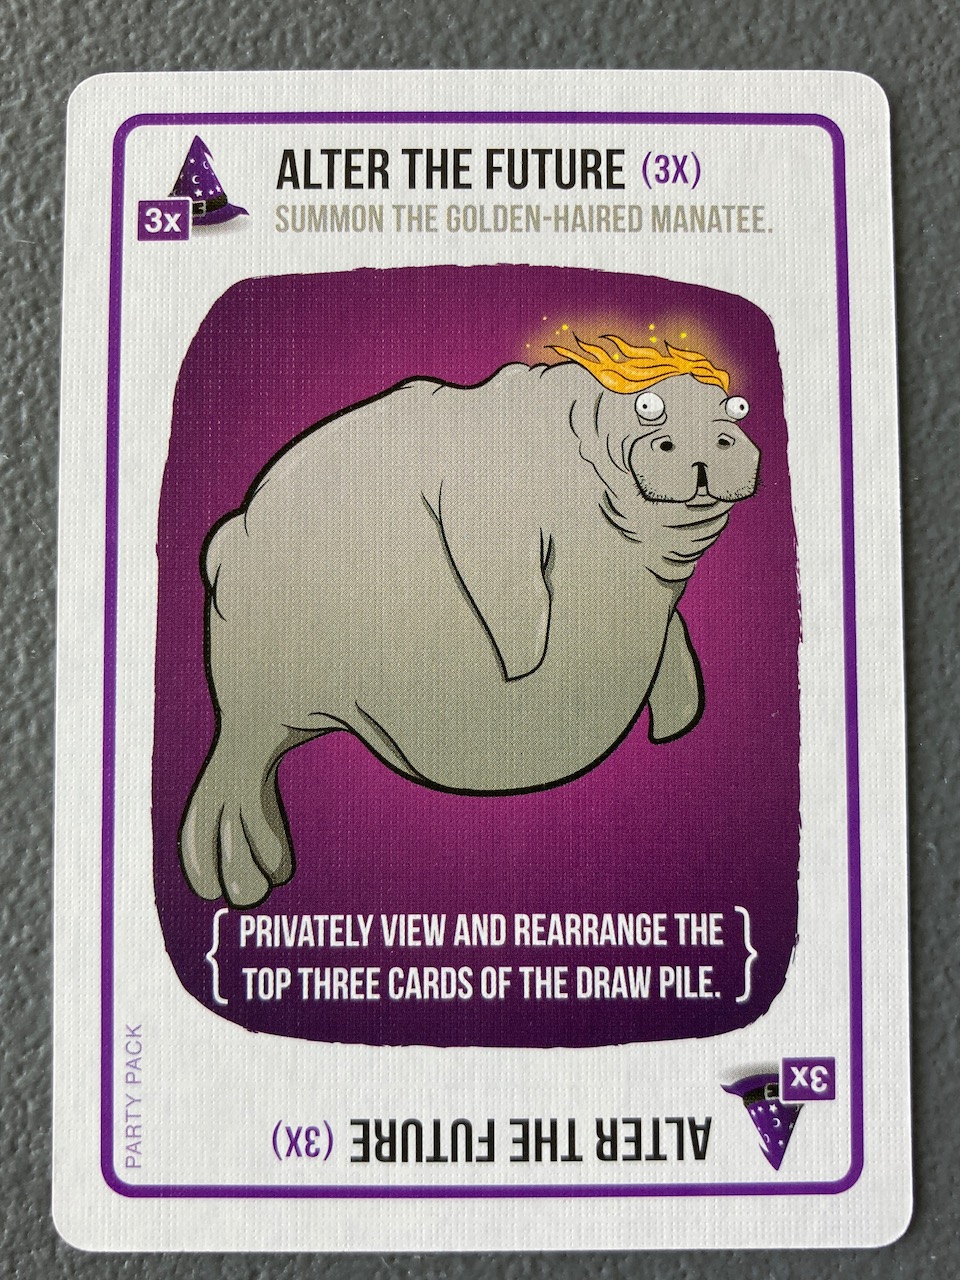 3x
ALTER THE FUTURE (3X)
SUMMON THE GOLDEN-HAIRED MANATEE.
{ PRIVATELY VIEW AND REARRANGE THE
TOP THREE CARDS OF THE DRAW PILE. }
PARTY PACK
3x
ALTER THE FUTURE (3X)